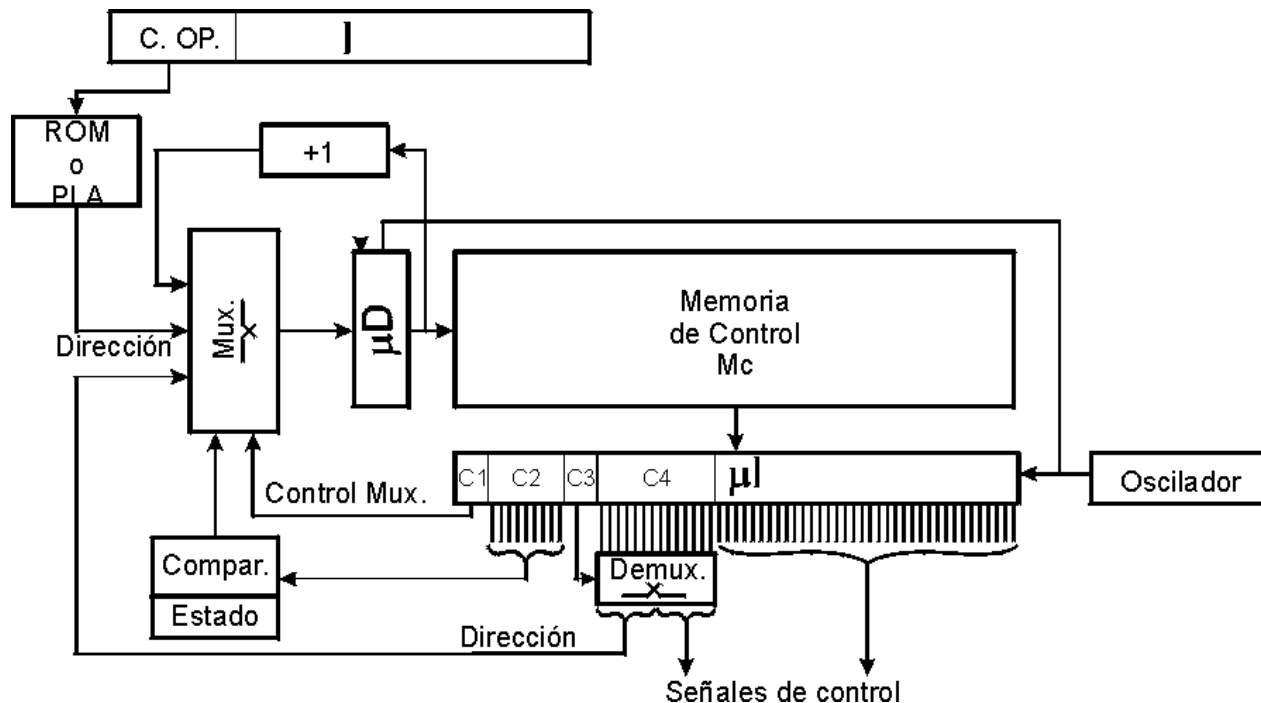 C. OP. I
ROM
o
PLA
+1
Mux.
μD
Memoria
de Control
Mc
Dirección
C1 C2 C3 C4 μI
Oscilador
Control Mux.
Compar.
Estado
Demux.
Dirección
Señales de control